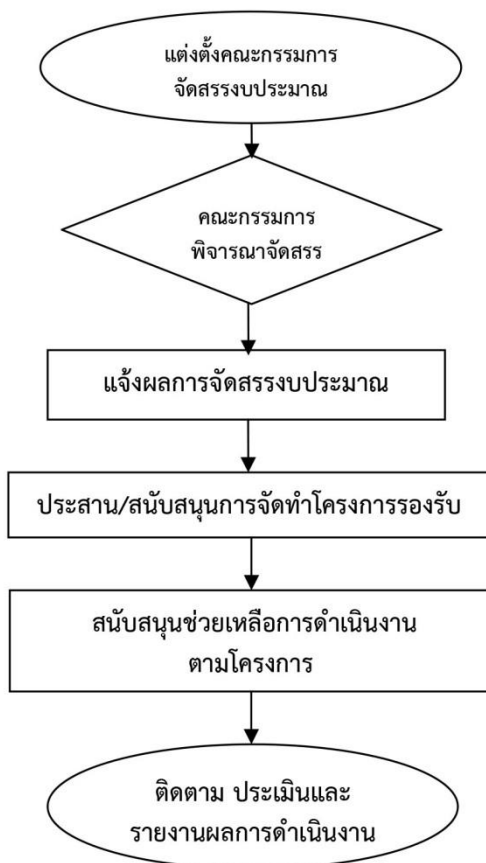 แต่งตั้งคณะกรรมการ
จัดสรรงบประมาณ
คณะกรรมการ
พิจารณาจัดสรร
แจ้งผลการจัดสรรงบประมาณ
ประสาน/สนับสนุนการจัดทำโครงการรองรับ
สนับสนุนช่วยเหลือการดำเนินงาน
ตามโครงการ
ติดตาม ประเมินและ
รายงานผลการดำเนินงาน